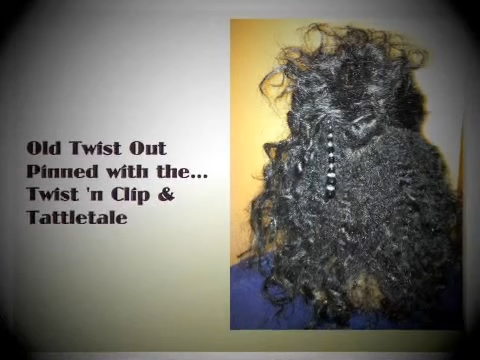 Old Twist Out
Pinned with the...
Twist 'n Clip &
Tattletale